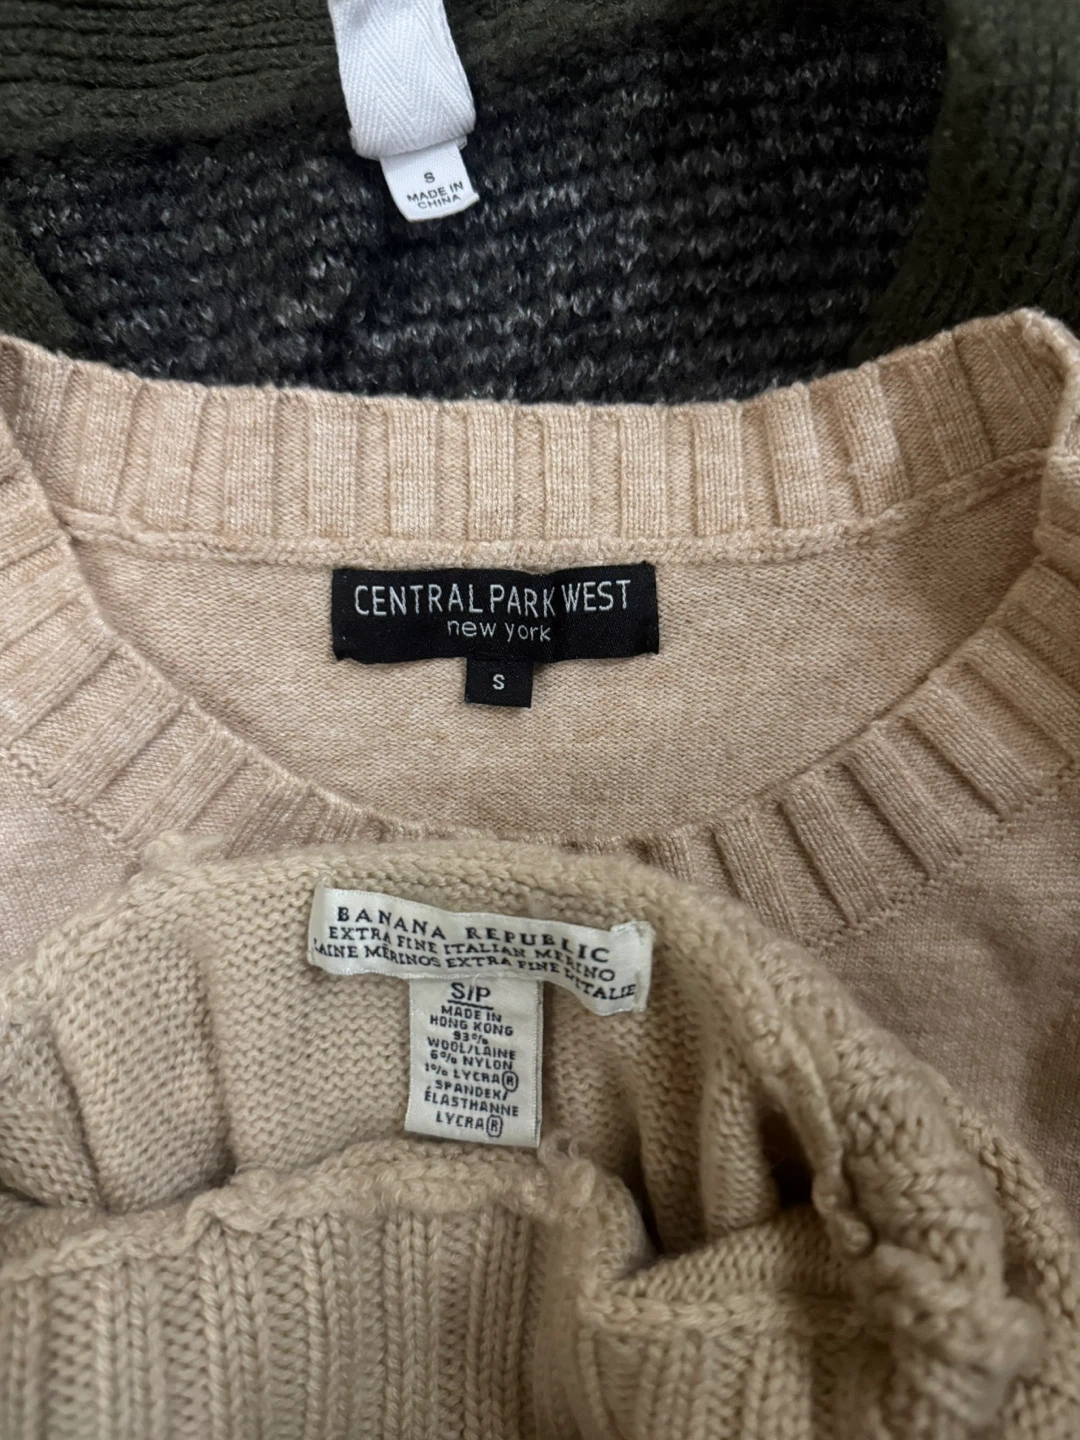 S
MADE IN
CHINA
CENTRAL PARK WEST
new york
S
BANANA REPUBLIC
EXTRA FINE ITALIAN MERINO
LAINE MÉRINOS EXTRA FINE D'ITALIE
S/P
MADE IN
HONG KONG
93%
WOOL/LAINE
6% NYLON
1% LYCRA®
SPANDEX/
ÉLASTHANNE
LYCRA®